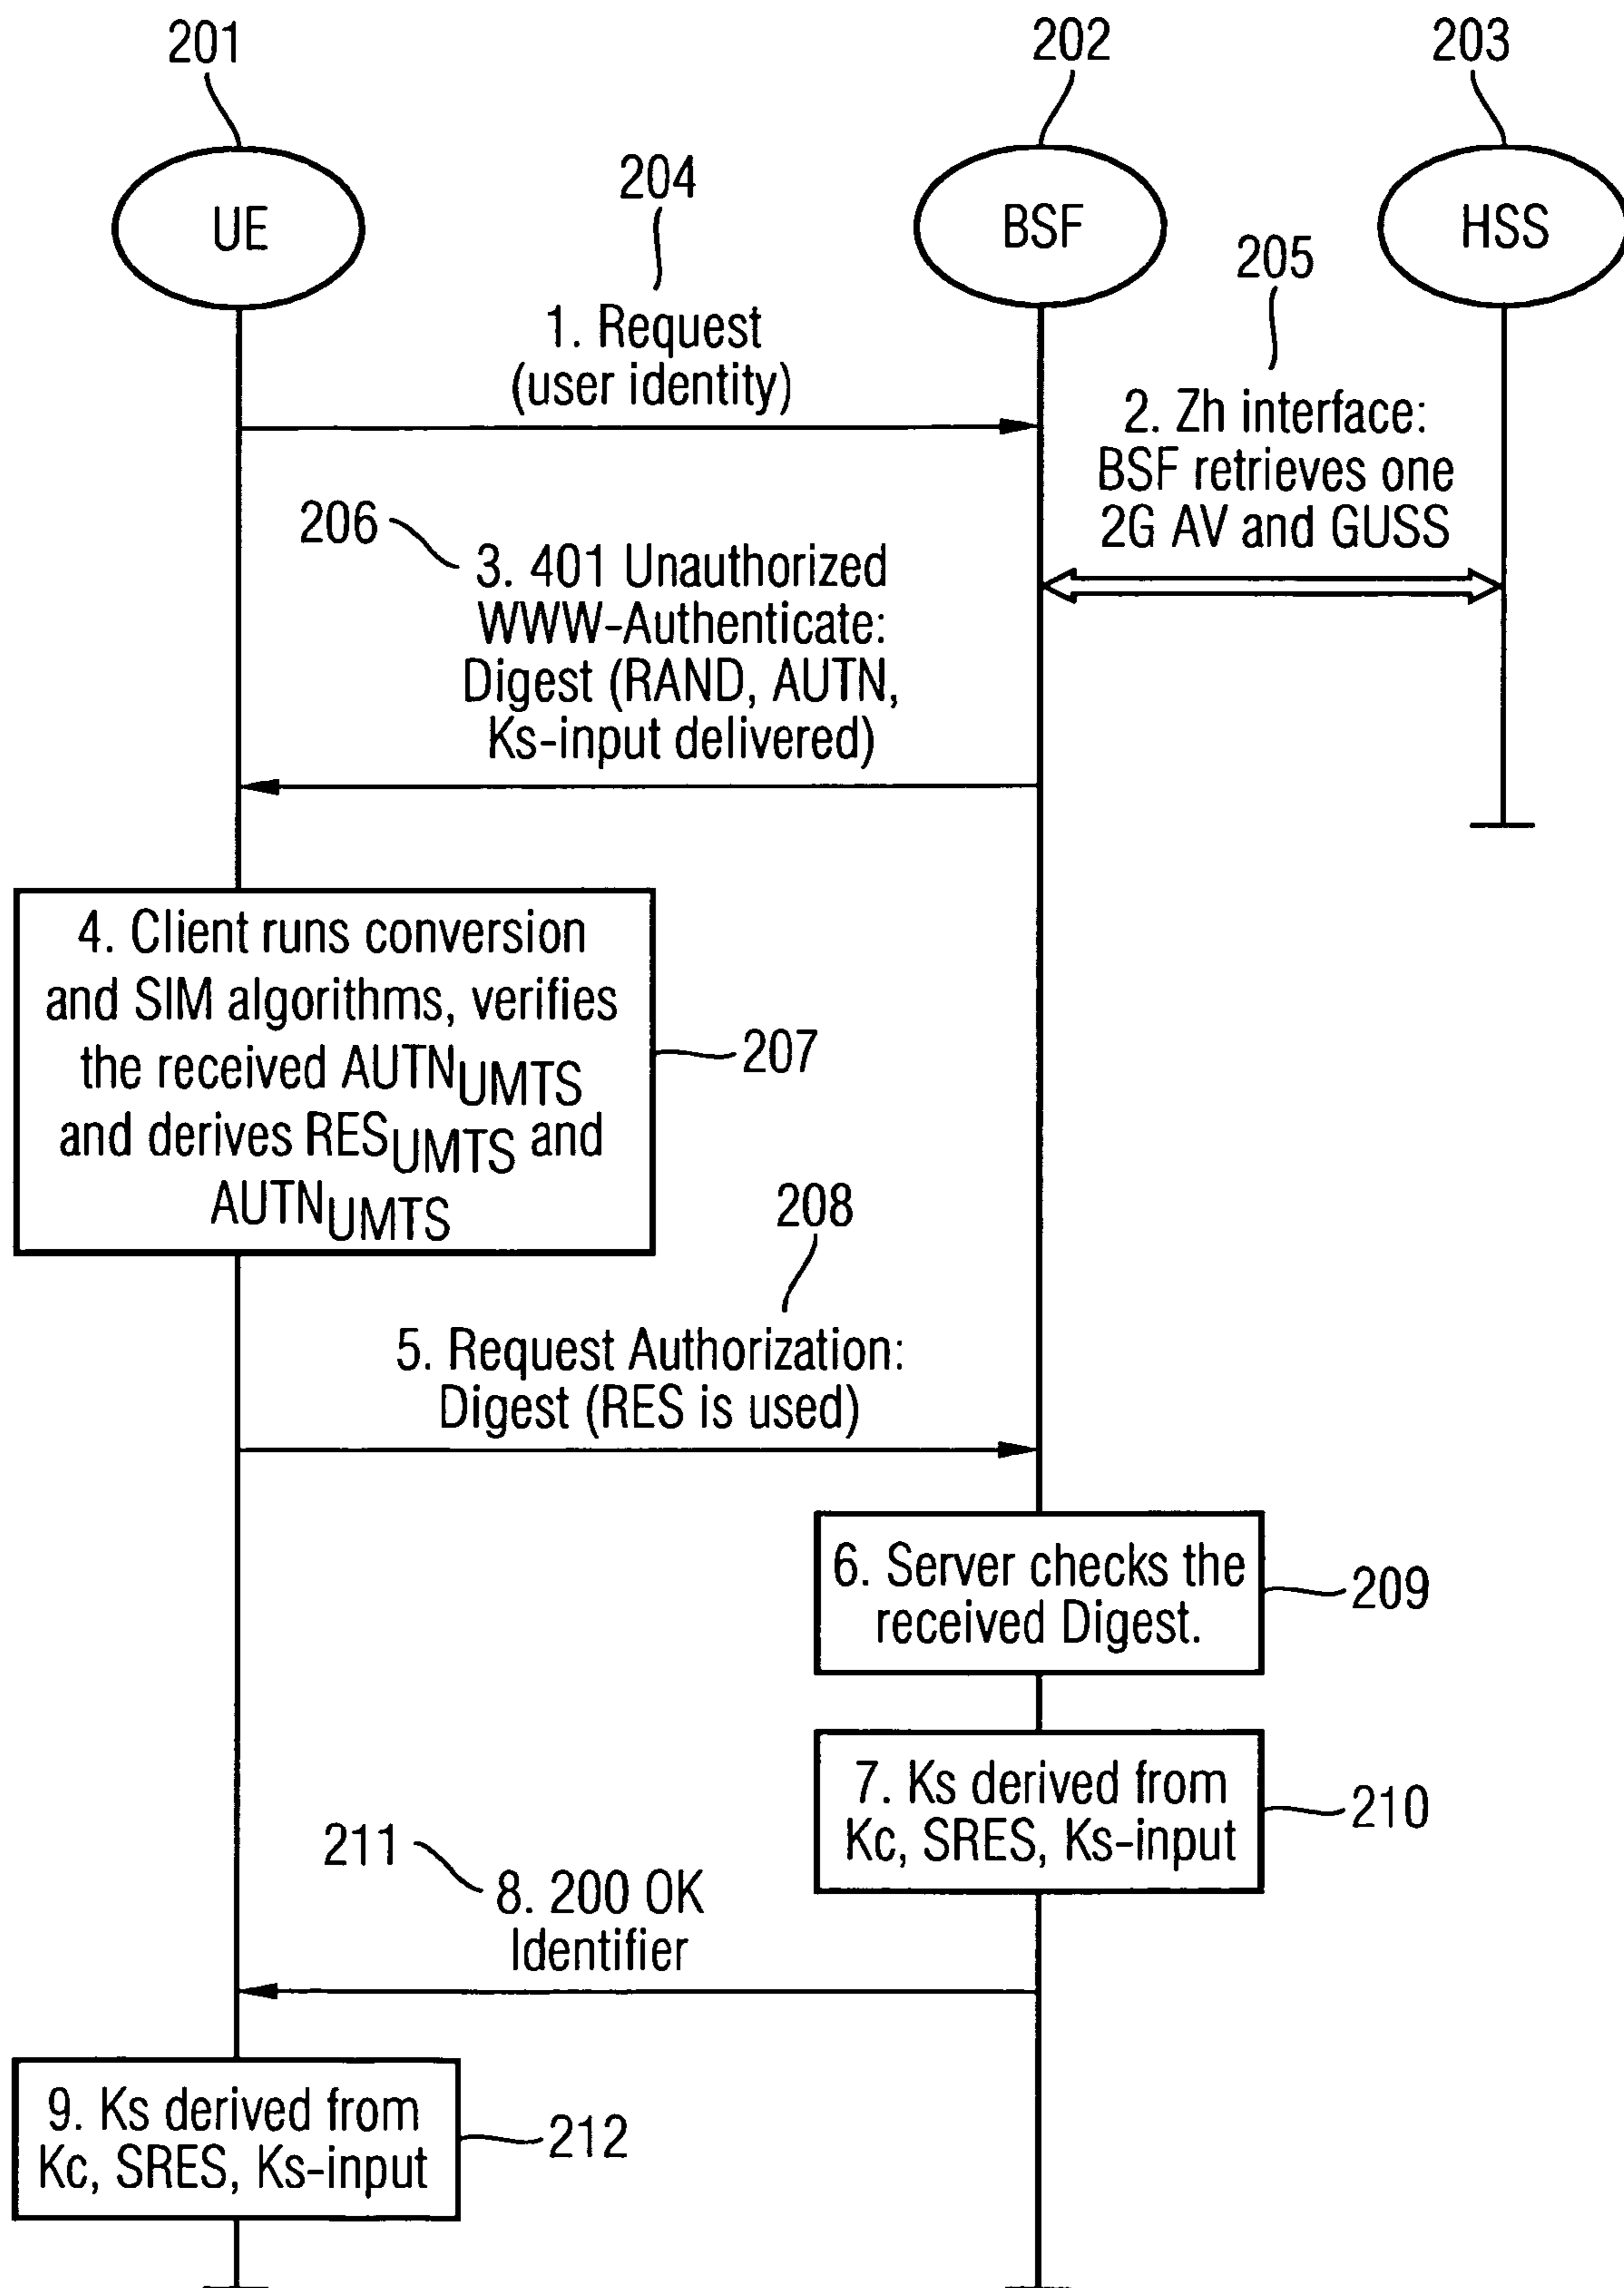 201
202
203
UE
BSF
HSS
204
1. Request
(user identity)
205
2. Zh interface:
BSF retrieves one
2G AV and GUSS
206
3. 401 Unauthorized
WWW-Authenticate:
Digest (RAND, AUTN,
Ks-input delivered)
4. Client runs conversion
and SIM algorithms, verifies
the received AUTNUMTS
and derives RESUMTS and
AUTNUMTS
207
208
5. Request Authorization:
Digest (RES is used)
6. Server checks the
received Digest.
209
7. Ks derived from
Kc, SRES, Ks-input
210
211
8. 200 OK
Identifier
9. Ks derived from
Kc, SRES, Ks-input
212